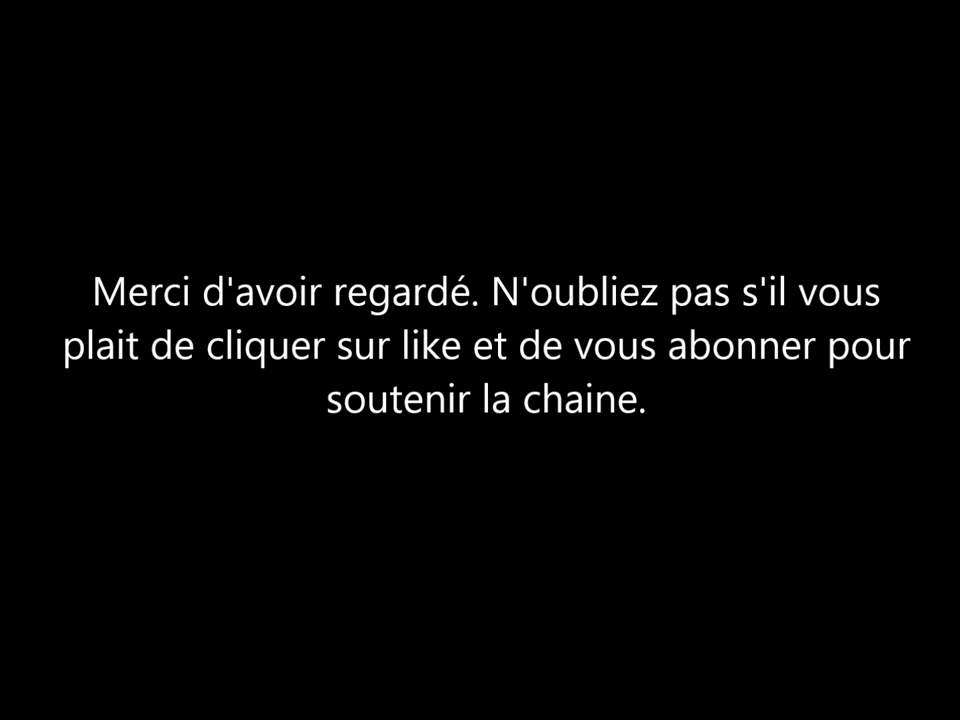 Merci d'avoir regardé. N'oubliez pas s'il vous
plait de cliquer sur like et de vous abonner pour
soutenir la chaine.